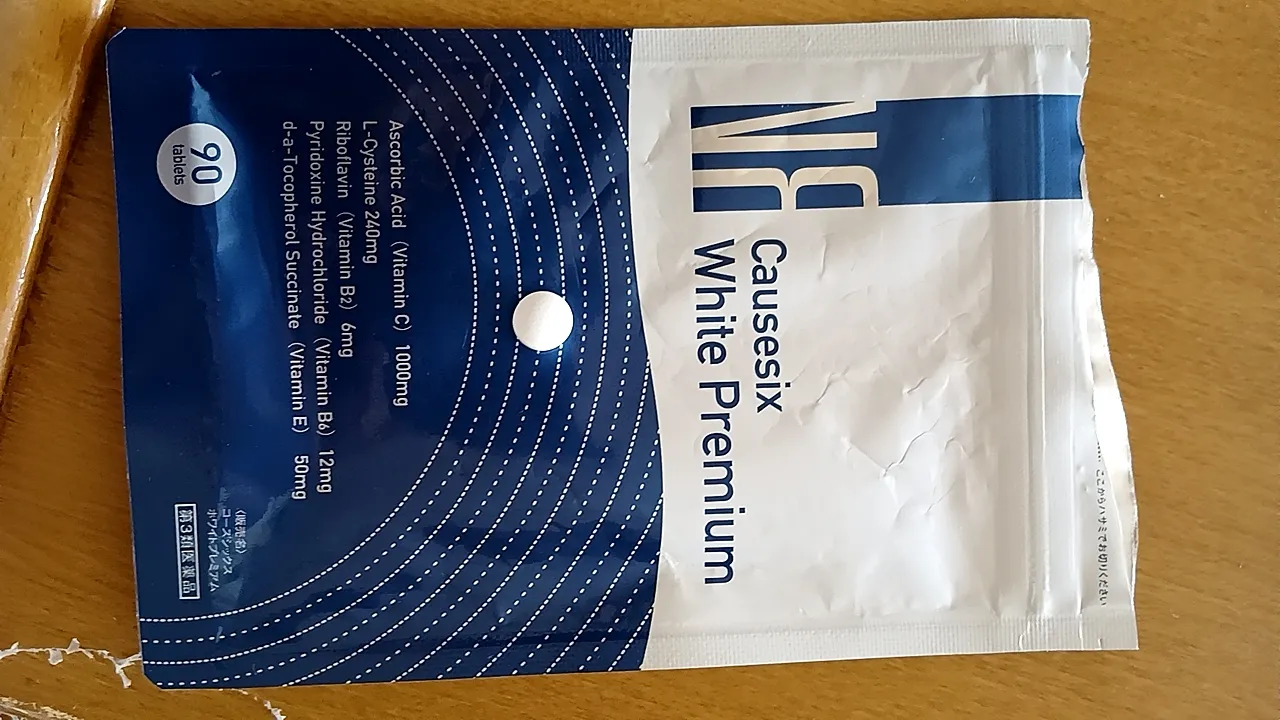 Causesix
White Premium
Ascorbic Acid (Vitamin C) 1000mg
L-Cysteine 240mg
Riboflavin (Vitamin B2) 6mg
Pyridoxine Hydrochloride (Vitamin B6) 12mg
d-a-Tocopherol Succinate (Vitamin E) 50mg
90
tablets
〈販売名〉
コーズシックス
ホワイトプレミアム
第3類医薬品
ここからハサミでお切りください